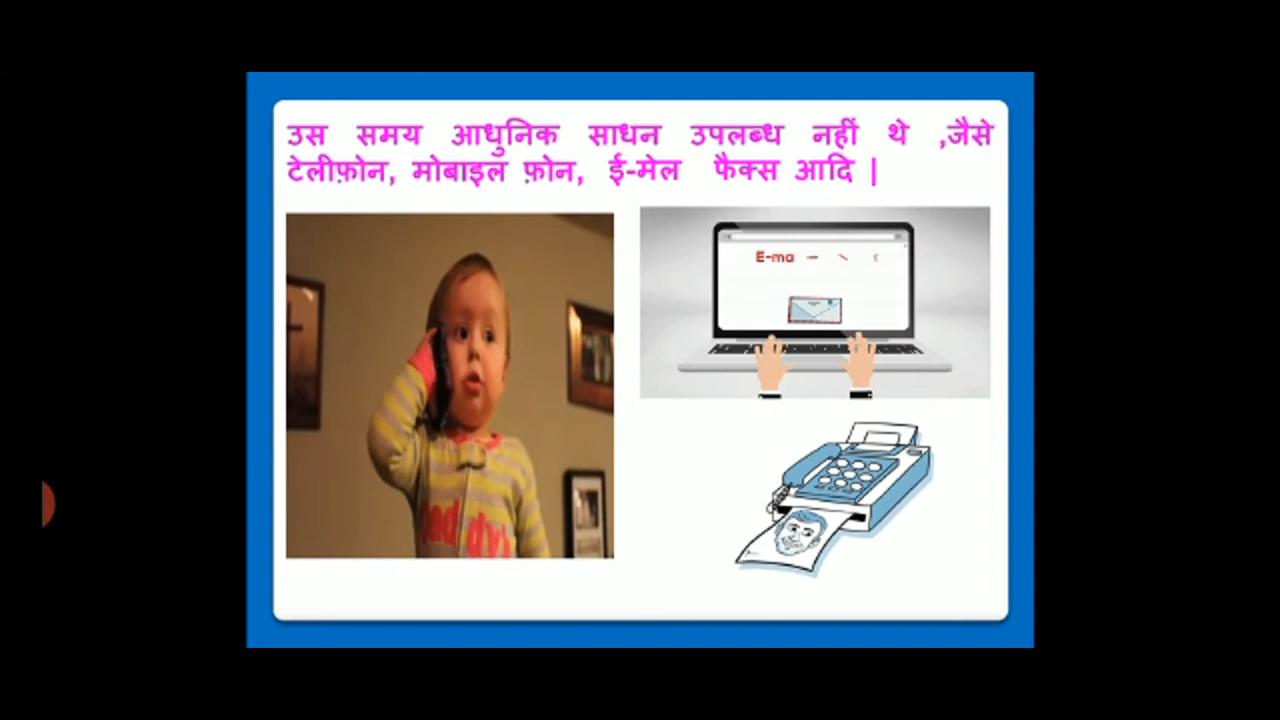 उस समय आधुनिक साधन उपलब्ध नहीं थे ,जैसे
टेलीफ़ोन, मोबाइल फ़ोन, ई-मेल फैक्स आदि |
E-ma